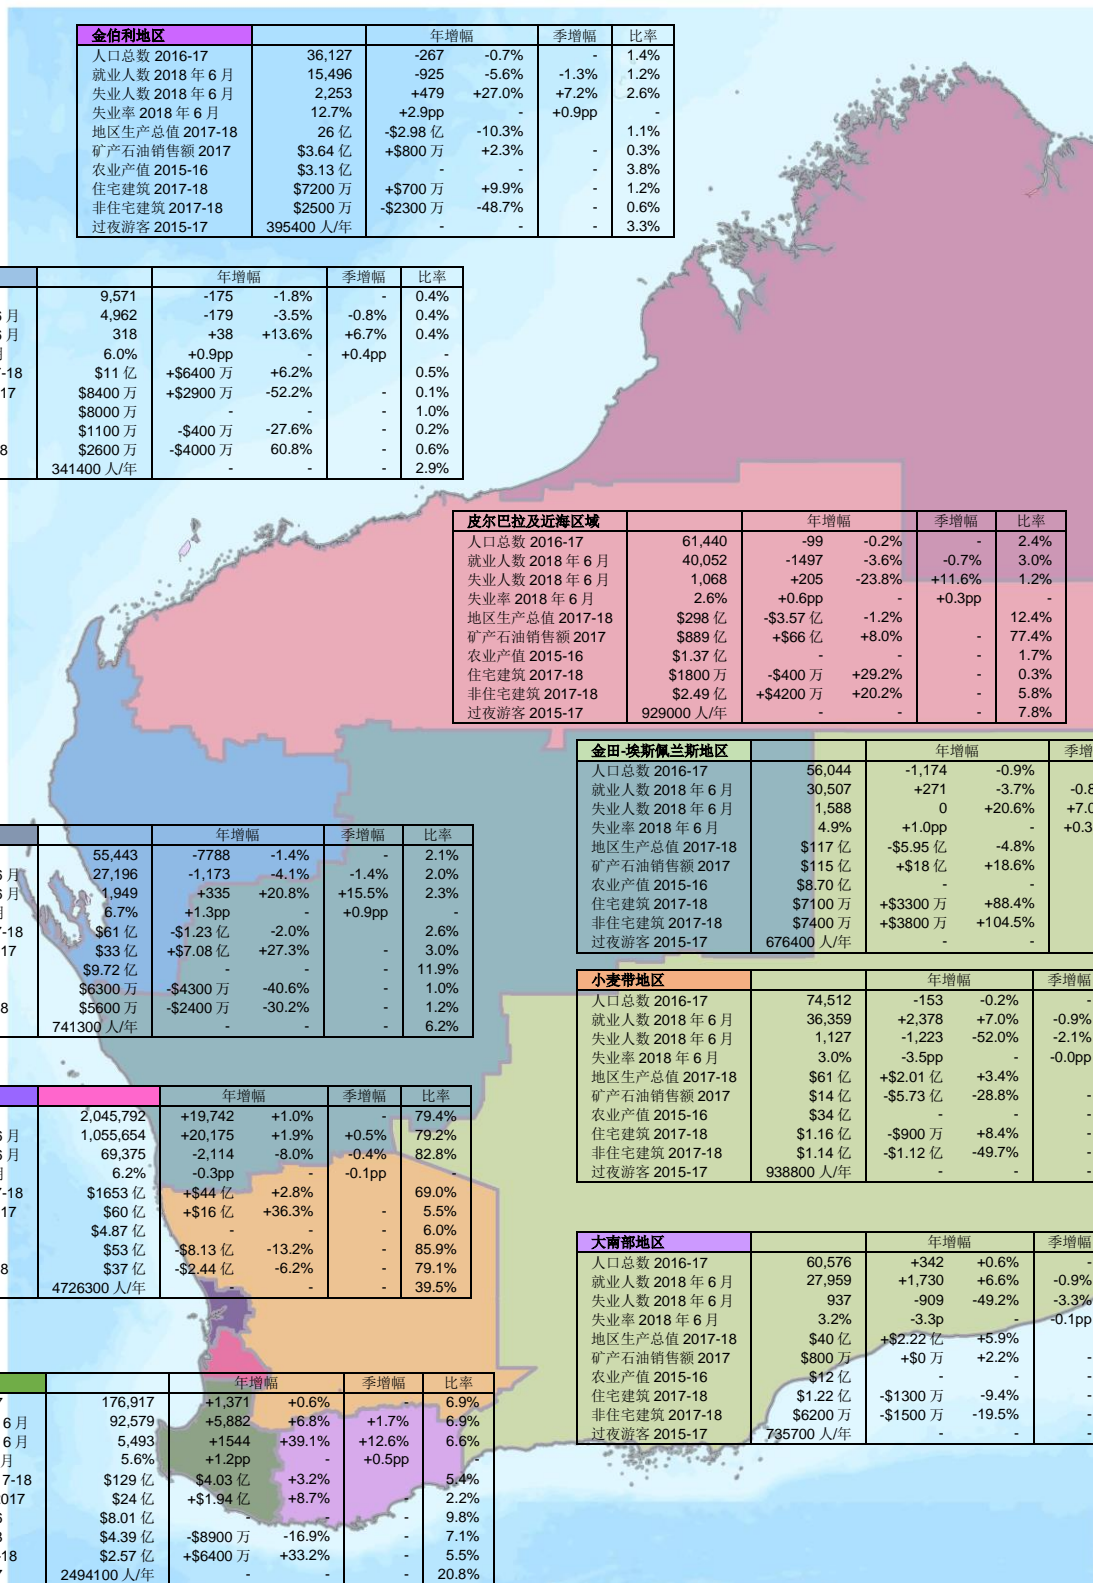 金伯利地区 年增幅 季增幅 比率
人口总数 2016-17 36,127 -267 -0.7% - 1.4%
就业人数 2018 年 6 月 15,496 -925 -5.6% -1.3% 1.2%
失业人数 2018 年 6 月 2,253 +479 +27.0% +7.2% 2.6%
失业率 2018 年 6 月 12.7% +2.9pp - +0.9pp -
地区生产总值 2017-18 26 亿 -$2.98 亿 -10.3% 1.1%
矿产石油销售额 2017 $3.64 亿 +$800 万 +2.3% - 0.3%
农业产值 2015-16 $3.13 亿 - - - 3.8%
住宅建筑 2017-18 $7200 万 +$700 万 +9.9% - 1.2%
非住宅建筑 2017-18 $2500 万 -$2300 万 -48.7% - 0.6%
过夜游客 2015-17 395400 人/年 - - - 3.3%
年增幅 季增幅 比率
9,571 -175 -1.8% - 0.4%
月 4,962 -179 -3.5% -0.8% 0.4%
月 318 +38 +13.6% +6.7% 0.4%
6.0% +0.9pp - +0.4pp -
-18 $11 亿 +$6400 万 +6.2% 0.5%
17 $8400 万 +$2900 万 -52.2% - 0.1%
$8000 万 - - - 1.0%
$1100 万 -$400 万 -27.6% - 0.2%
8 $2600 万 -$4000 万 60.8% - 0.6%
341400 人/年 - - - 2.9%
皮尔巴拉及近海区域 年增幅 季增幅 比率
人口总数 2016-17 61,440 -99 -0.2% - 2.4%
就业人数 2018 年 6 月 40,052 -1497 -3.6% -0.7% 3.0%
失业人数 2018 年 6 月 1,068 +205 -23.8% +11.6% 1.2%
失业率 2018 年 6 月 2.6% +0.6pp - +0.3pp -
地区生产总值 2017-18 $298 亿 -$3.57 亿 -1.2% 12.4%
矿产石油销售额 2017 $889 亿 +$66 亿 +8.0% - 77.4%
农业产值 2015-16 $1.37 亿 - - - 1.7%
住宅建筑 2017-18 $1800 万 -$400 万 +29.2% - 0.3%
非住宅建筑 2017-18 $2.49 亿 +$4200 万 +20.2% - 5.8%
过夜游客 2015-17 929000 人/年 - - - 7.8%
金田-埃斯佩兰斯地区 年增幅 季增
人口总数 2016-17 56,044 -1,174 -0.9%
就业人数 2018 年 6 月 30,507 +271 -3.7% -0.8
失业人数 2018 年 6 月 1,588 0 +20.6% +7.0
失业率 2018 年 6 月 4.9% +1.0pp - +0.3
地区生产总值 2017-18 $117 亿 -$5.95 亿 -4.8%
矿产石油销售额 2017 $115 亿 +$18 亿 +18.6%
农业产值 2015-16 $8.70 亿 - -
住宅建筑 2017-18 $7100 万 +$3300 万 +88.4%
非住宅建筑 2017-18 $7400 万 +$3800 万 +104.5%
过夜游客 2015-17 676400 人/年 - -
年增幅 季增幅 比率
55,443 -7788 -1.4% - 2.1%
6 月 27,196 -1,173 -4.1% -1.4% 2.0%
6 月 1,949 +335 +20.8% +15.5% 2.3%
6.7% +1.3pp - +0.9pp -
7-18 $61 亿 -$1.23 亿 -2.0% 2.6%
17 $33 亿 +$7.08 亿 +27.3% - 3.0%
$9.72 亿 - - - 11.9%
$6300 万 -$4300 万 -40.6% - 1.0%
8 $5600 万 -$2400 万 -30.2% - 1.2%
741300 人/年 - - - 6.2%
小麦带地区 年增幅 季增幅
人口总数 2016-17 74,512 -153 -0.2% -
就业人数 2018 年 6 月 36,359 +2,378 +7.0% -0.9%
失业人数 2018 年 6 月 1,127 -1,223 -52.0% -2.1%
失业率 2018 年 6 月 3.0% -3.5pp - -0.0pp
地区生产总值 2017-18 $61 亿 +$2.01 亿 +3.4%
矿产石油销售额 2017 $14 亿 -$5.73 亿 -28.8% -
农业产值 2015-16 $34 亿 - - -
住宅建筑 2017-18 $1.16 亿 -$900 万 +8.4% -
非住宅建筑 2017-18 $1.14 亿 -$1.12 亿 -49.7% -
过夜游客 2015-17 938800 人/年 - - -
年增幅 季增幅 比率
2,045,792 +19,742 +1.0% - 79.4%
6 月 1,055,654 +20,175 +1.9% +0.5% 79.2%
6 月 69,375 -2,114 -8.0% -0.4% 82.8%
6.2% -0.3pp - -0.1pp -
-18 $1653 亿 +$44 亿 +2.8% 69.0%
17 $60 亿 +$16 亿 +36.3% - 5.5%
$4.87 亿 - - - 6.0%
$53 亿 -$8.13 亿 -13.2% - 85.9%
8 $37 亿 -$2.44 亿 -6.2% - 79.1%
4726300 人/年 - - - 39.5%
大南部地区 年增幅 季增幅
人口总数 2016-17 60,576 +342 +0.6% -
就业人数 2018 年 6 月 27,959 +1,730 +6.6% -0.9%
失业人数 2018 年 6 月 937 -909 -49.2% -3.3%
失业率 2018 年 6 月 3.2% -3.3p - -0.1pp
地区生产总值 2017-18 $40 亿 +$2.22 亿 +5.9%
矿产石油销售额 2017 $800 万 +$0 万 +2.2% -
农业产值 2015-16 $12 亿 - - -
住宅建筑 2017-18 $1.22 亿 -$1300 万 -9.4% -
非住宅建筑 2017-18 $6200 万 -$1500 万 -19.5% -
过夜游客 2015-17 735700 人/年 - - -
年增幅 季增幅 比率
7 176,917 +1,371 +0.6% - 6.9%
6 月 92,579 +5,882 +6.8% +1.7% 6.9%
6 月 5,493 +1544 +39.1% +12.6% 6.6%
月 5.6% +1.2pp - +0.5pp -
7-18 $129 亿 $4.03 亿 +3.2% 5.4%
2017 $24 亿 +$1.94 亿 +8.7% - 2.2%
6 $8.01 亿 - - - 9.8%
8 $4.39 亿 -$8900 万 -16.9% - 7.1%
-18 $2.57 亿 +$6400 万 +33.2% - 5.5%
7 2494100 人/年 - - - 20.8%